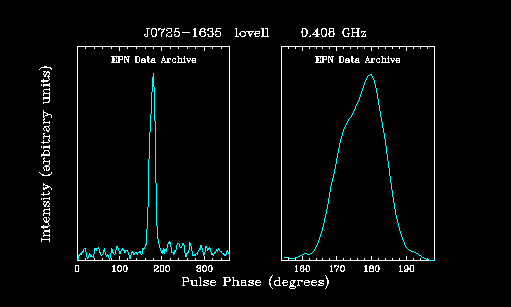 J0725-1635 lovell 0.408 GHz
EPN Data Archive
EPN Data Archive
Intensity (arbitrary units)
0 100 200 300
160 170 180 190
Pulse Phase (degrees)